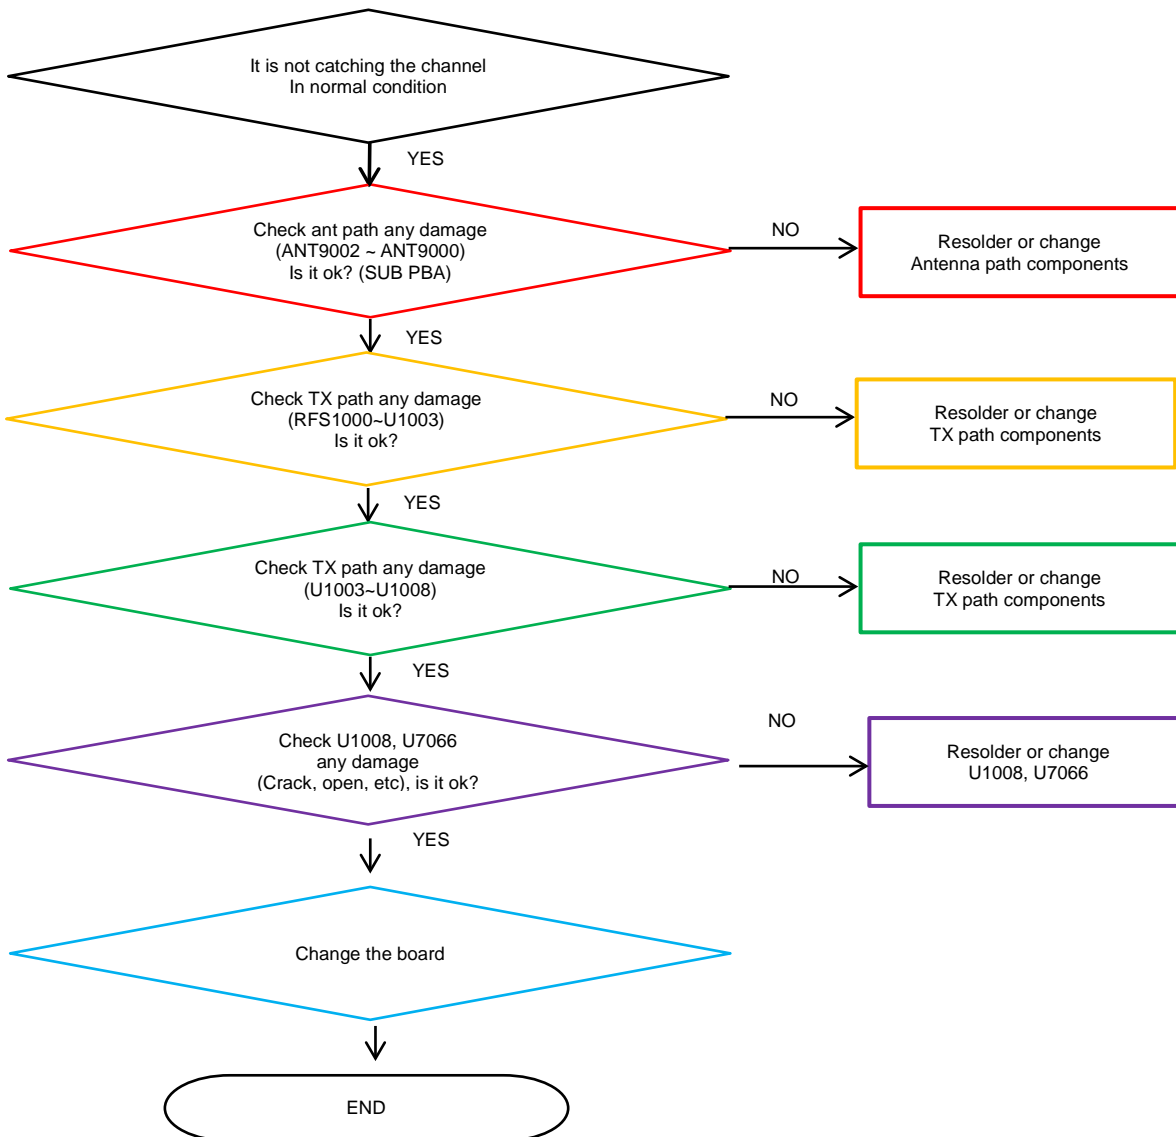 It is not catching the channel
In normal condition
YES
Check ant path any damage
(ANT9002 ~ ANT9000)
Is it ok? (SUB PBA)
NO
Resolder or change
Antenna path components
YES
Check TX path any damage
(RFS1000~U1003)
Is it ok?
NO
Resolder or change
TX path components
YES
Check TX path any damage
(U1003~U1008)
Is it ok?
NO
Resolder or change
TX path components
YES
Check U1008, U7066
any damage
(Crack, open, etc), is it ok?
NO
Resolder or change
U1008, U7066
YES
Change the board
END